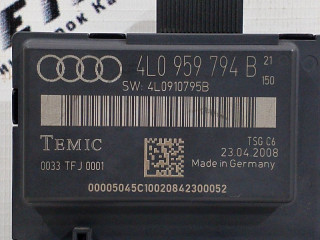 4L0 959 794 B 21
150
SW: 4L0910795B
TEMIC
TSG C6
23.04.2008
0033 TFJ 0001
Made in Germany
00005045C10020842300052